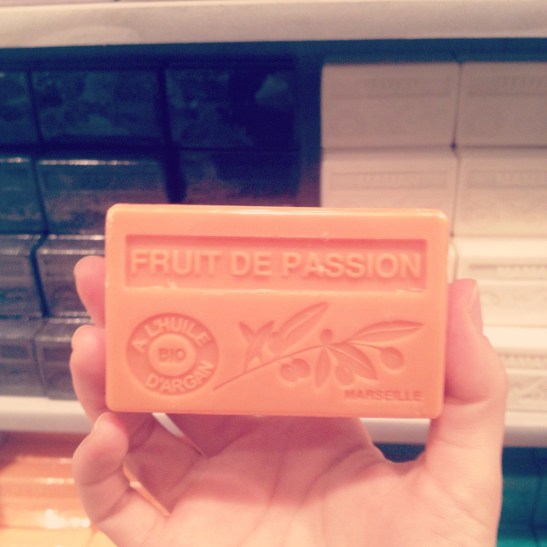 FRUIT DE PASSION
A L'HUILE
BIO
D'ARGAN
MARSEILLE